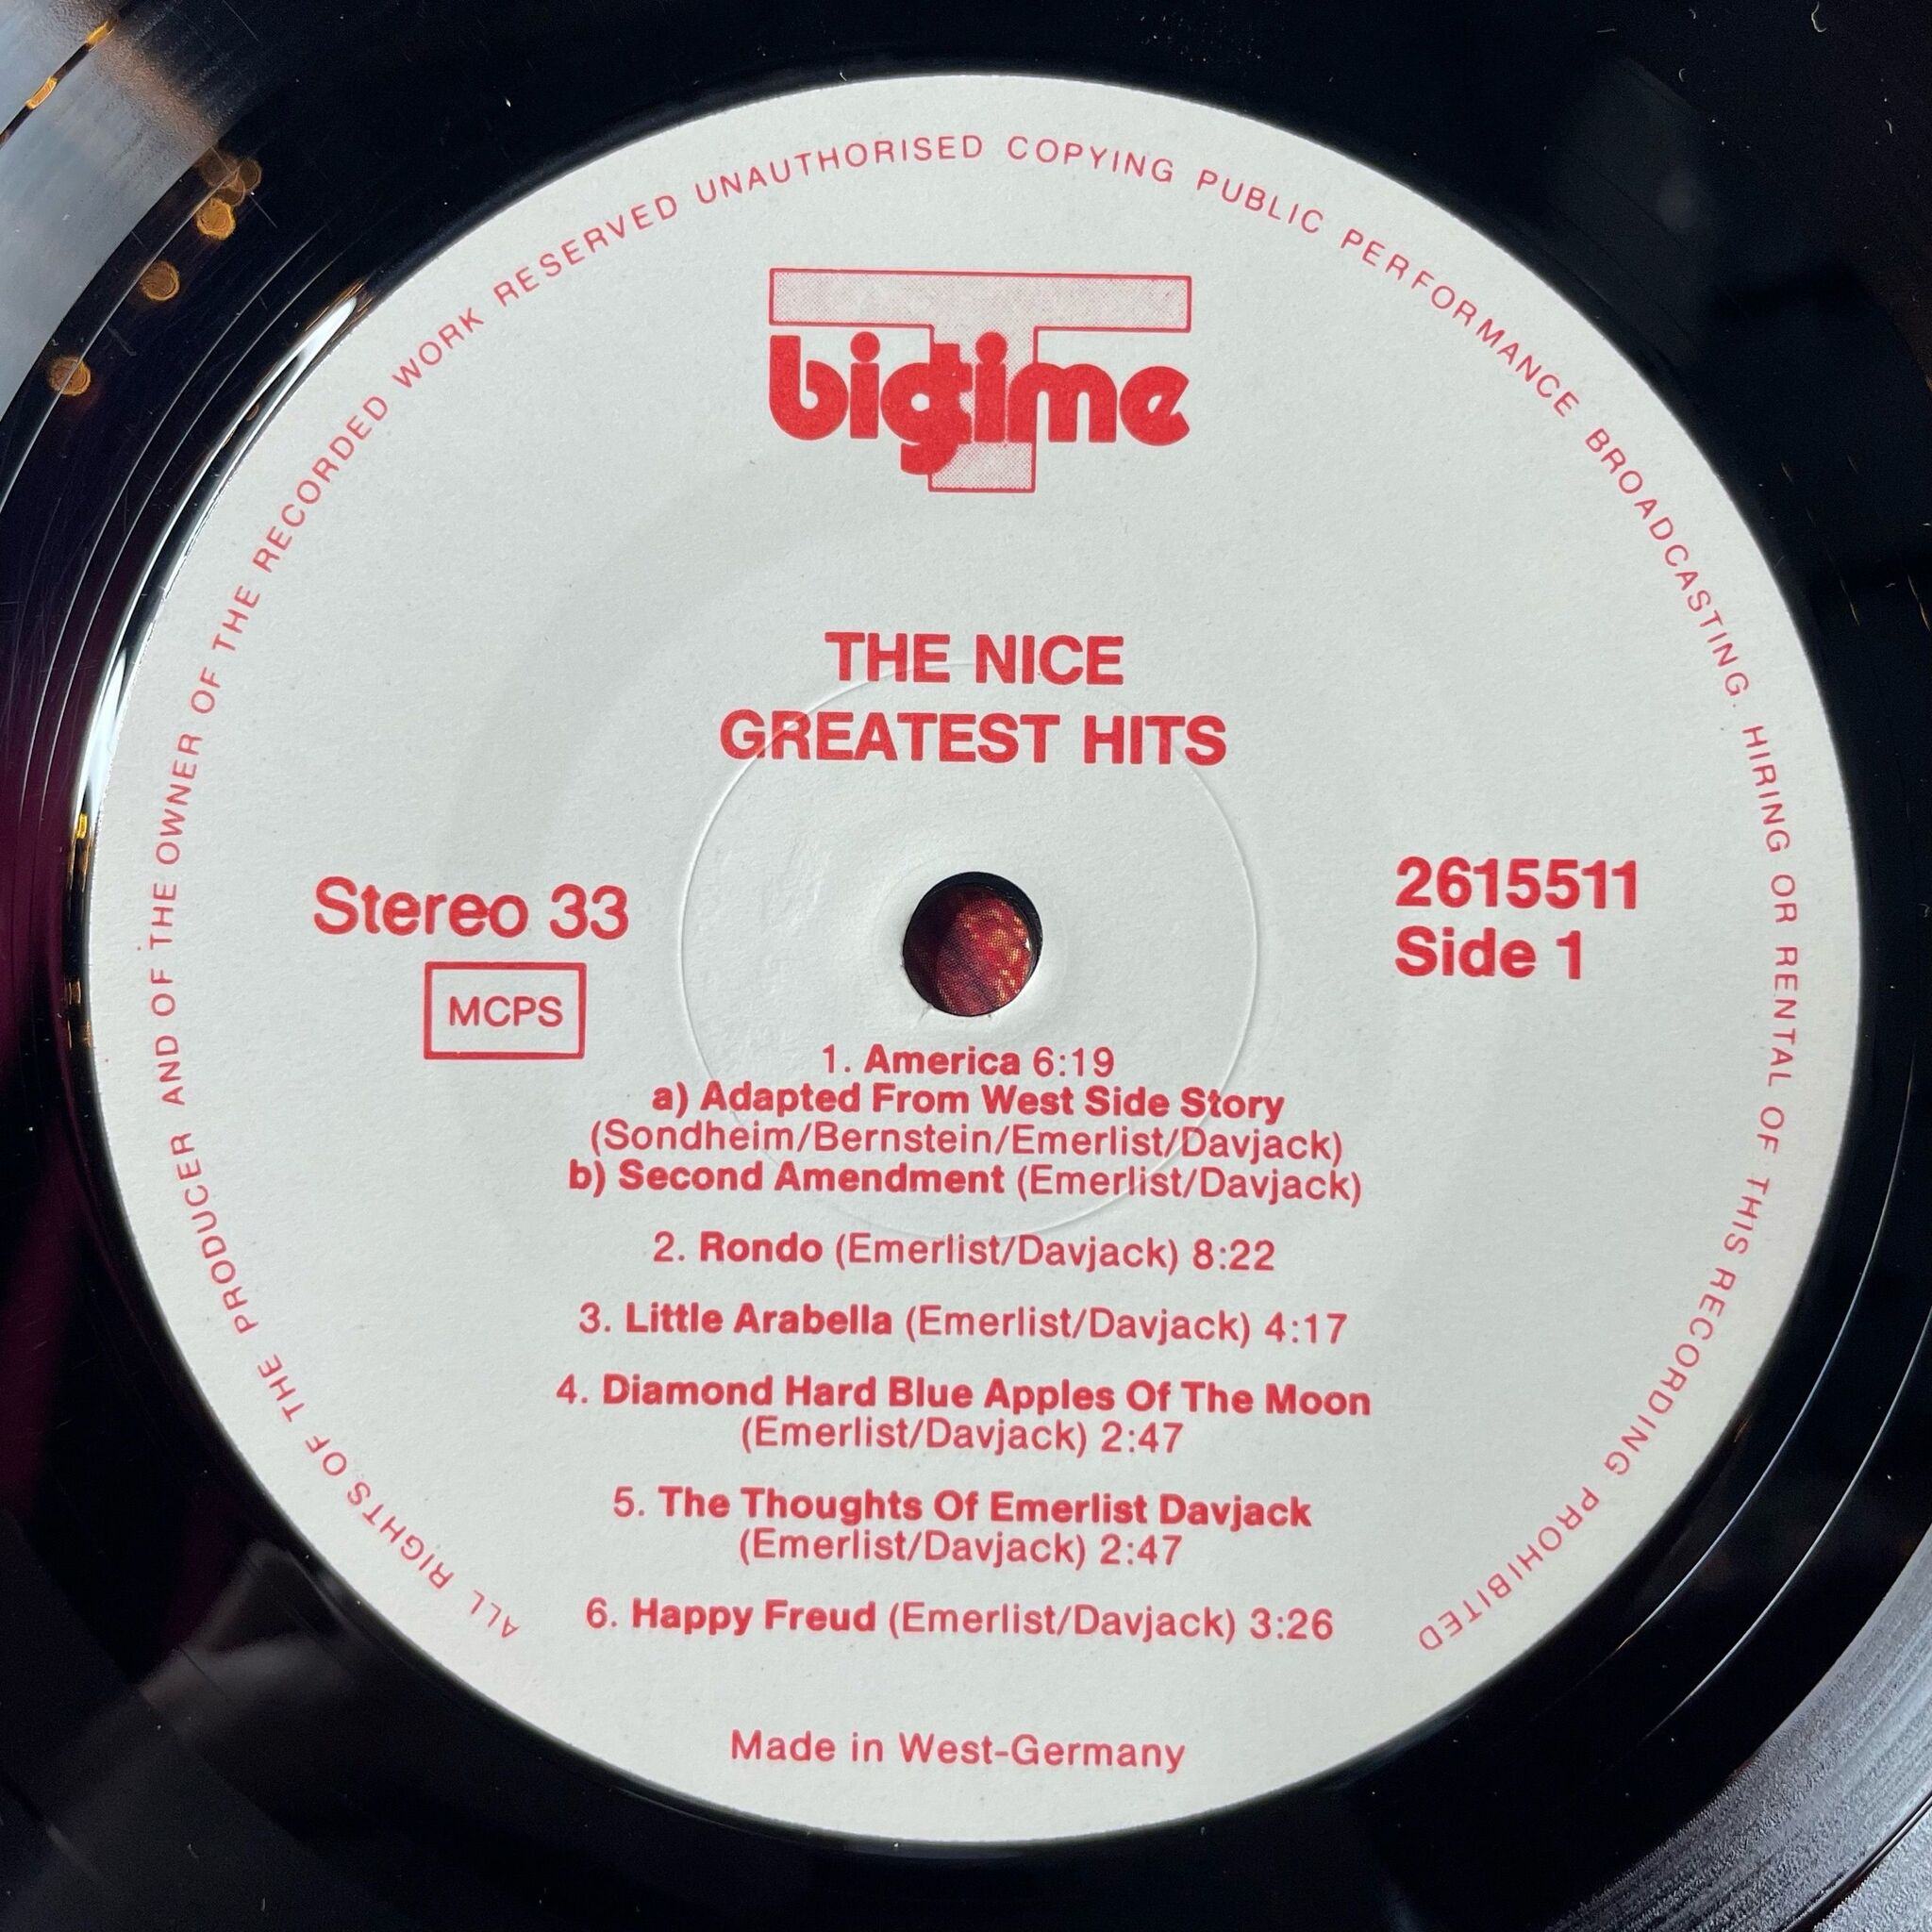 ALL RIGHTS OF THE PRODUCER AND OF THE OWNER OF THE RECORDED WORK RESERVED UNAUTHORISED COPYING PUBLIC PERFORMANCE BROADCASTING. HIRING OR RENTAL OF THIS RECORDING PROHIBITED
T
bigtime
THE NICE
GREATEST HITS
Stereo 33
MCPS
2615511
Side 1
1. America 6:19
a) Adapted From West Side Story
(Sondheim/Bernstein/Emerlist/Davjack)
b) Second Amendment (Emerlist/Davjack)
2. Rondo (Emerlist/Davjack) 8:22
3. Little Arabella (Emerlist/Davjack) 4:17
4. Diamond Hard Blue Apples Of The Moon
(Emerlist/Davjack) 2:47
5. The Thoughts Of Emerlist Davjack
(Emerlist/Davjack) 2:47
6. Happy Freud (Emerlist/Davjack) 3:26
Made in West-Germany